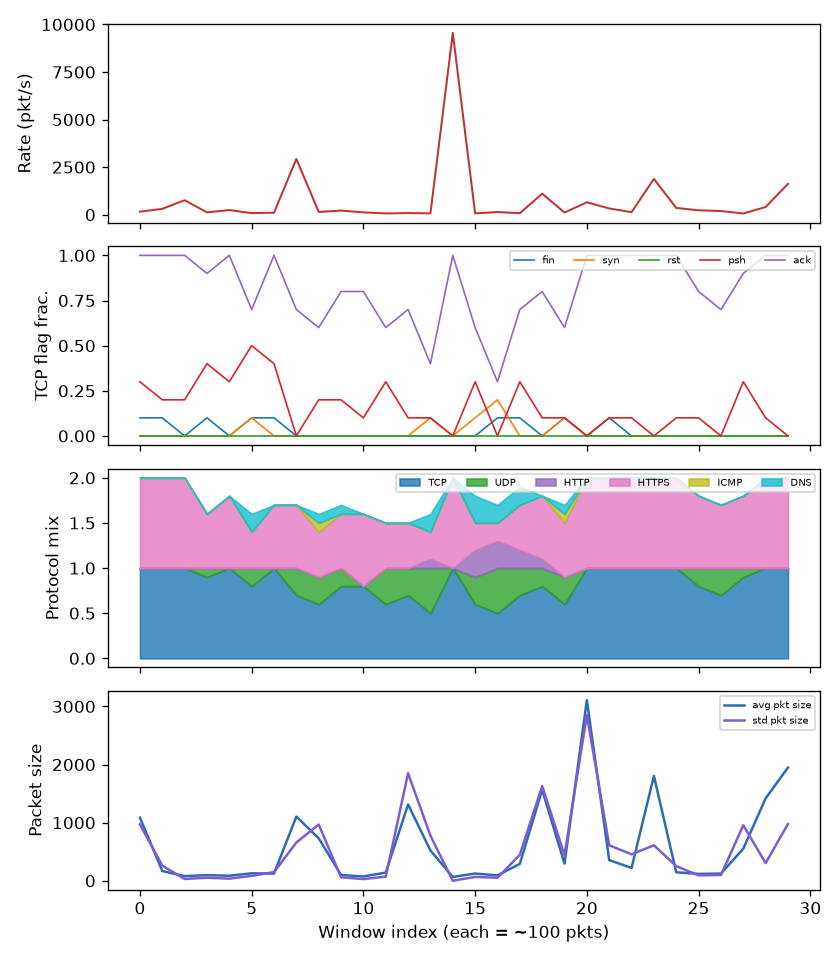 10000
7500
5000
2500
0
Rate (pkt/s)
1.00
0.75
0.50
0.25
0.00
TCP flag frac.
fin syn rst psh ack
2.0
1.5
1.0
0.5
0.0
Protocol mix
TCP UDP HTTP HTTPS ICMP DNS
3000
2000
1000
0
Packet size
avg pkt size
std pkt size
0 5 10 15 20 25 30
Window index (each = ~100 pkts)